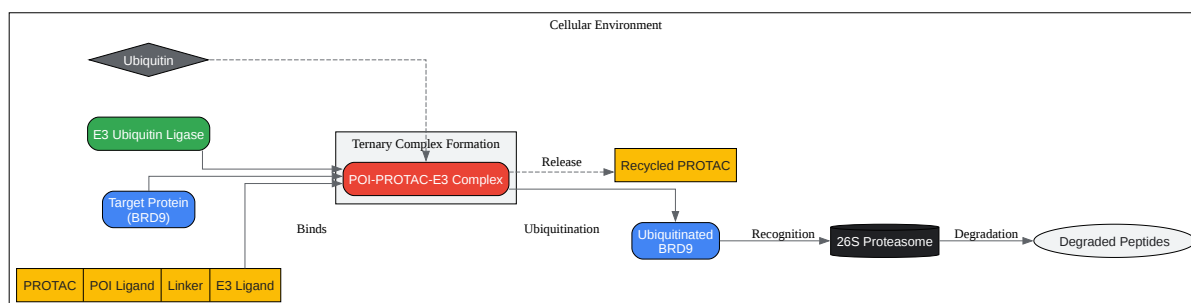 Cellular Environment
Ubiquitin
E3 Ubiquitin Ligase
Ternary Complex Formation
Release
POI-PROTAC-E3 Complex
Recycled PROTAC
Target Protein
(BRD9)
Binds
Ubiquitination
Ubiquitinated
BRD9
Recognition
26S Proteasome
Degradation
Degraded Peptides
PROTAC
POI Ligand
Linker
E3 Ligand